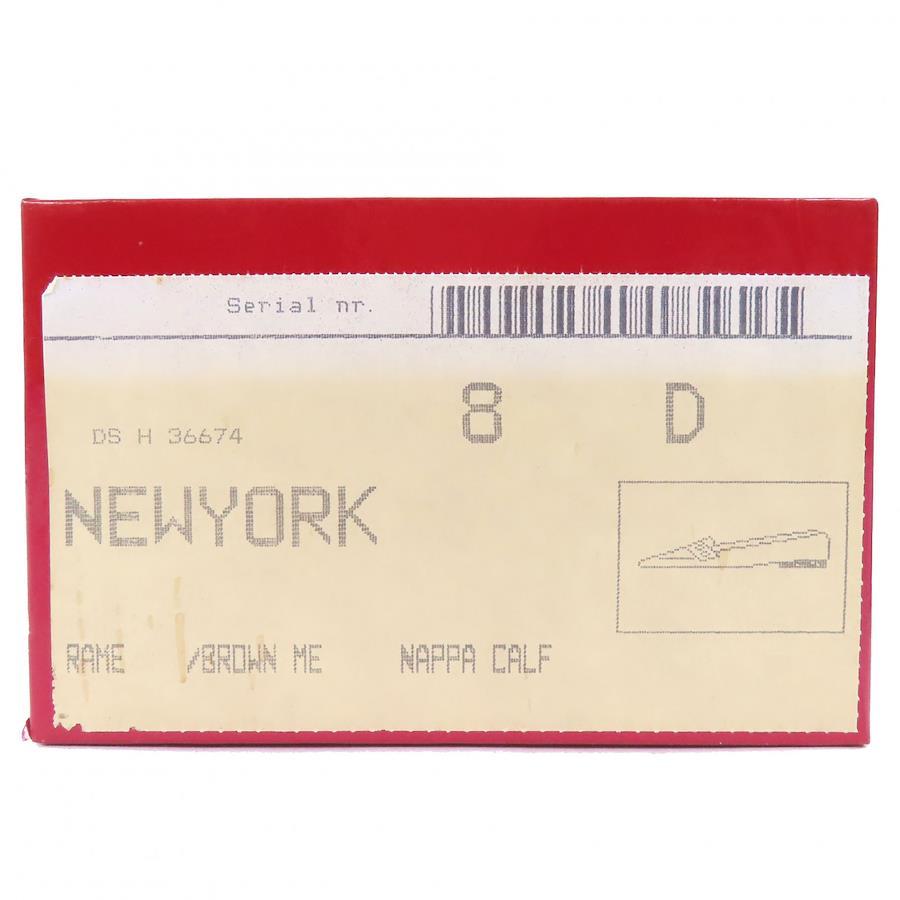 Serial nr.
8 D
DS H 36674
NEWYORK
RAME /BROWN ME NAPPA CALF